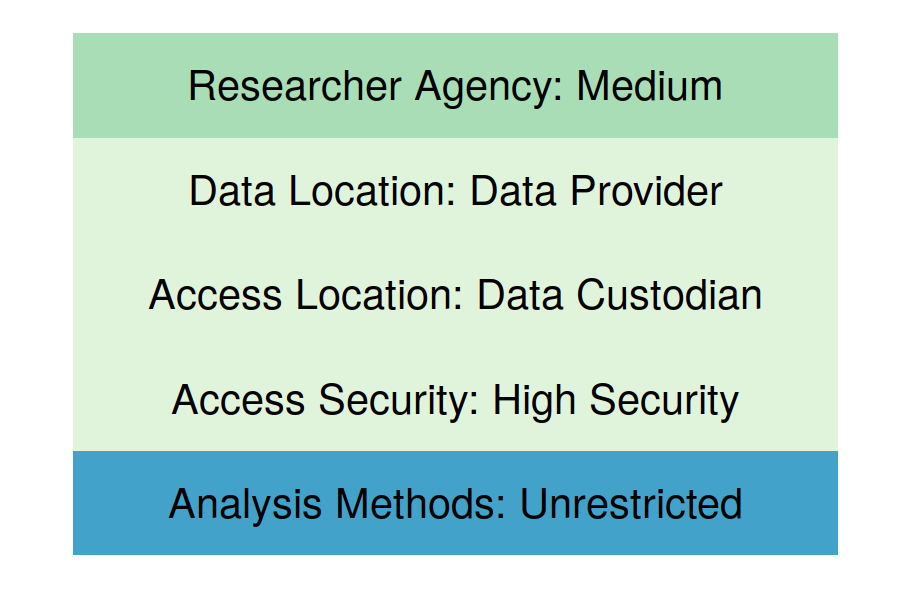 Researcher Agency: Medium
Data Location: Data Provider
Access Location: Data Custodian
Access Security: High Security
Analysis Methods: Unrestricted